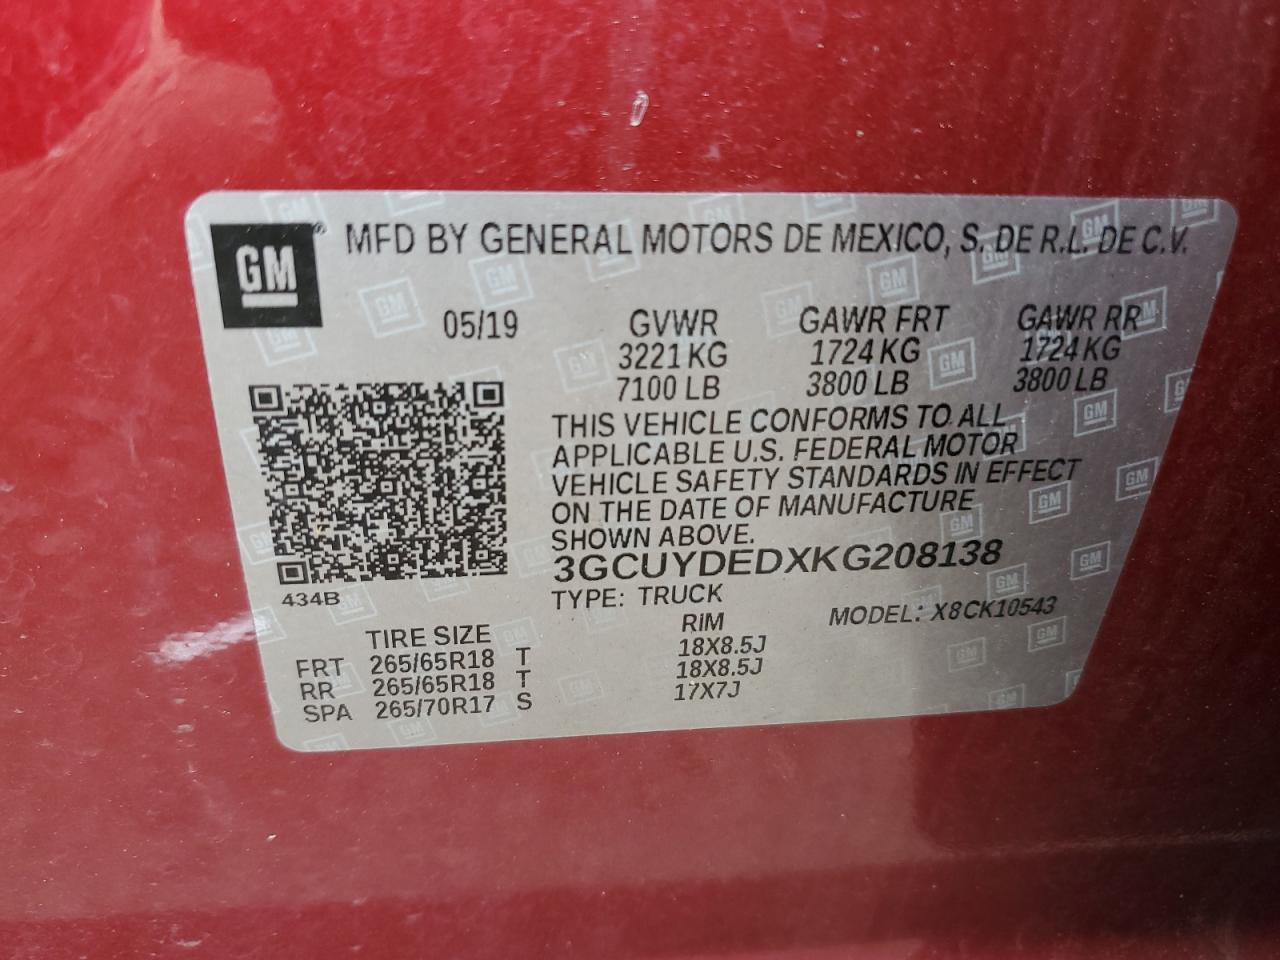 GM® MFD BY GENERAL MOTORS DE MEXICO, S. DE R.L. DE C.V.
05/19 GVWR GAWR FRT GAWR RR
3221 KG 1724 KG 1724 KG
7100 LB 3800 LB 3800 LB
THIS VEHICLE CONFORMS TO ALL
APPLICABLE U.S. FEDERAL MOTOR
VEHICLE SAFETY STANDARDS IN EFFECT
ON THE DATE OF MANUFACTURE
SHOWN ABOVE.
3GCUYDEDXKG208138
434B TYPE: TRUCK MODEL: X8CK10543
TIRE SIZE RIM
FRT 265/65R18 T 18X8.5J
RR 265/65R18 T 18X8.5J
SPA 265/70R17 S 17X7J